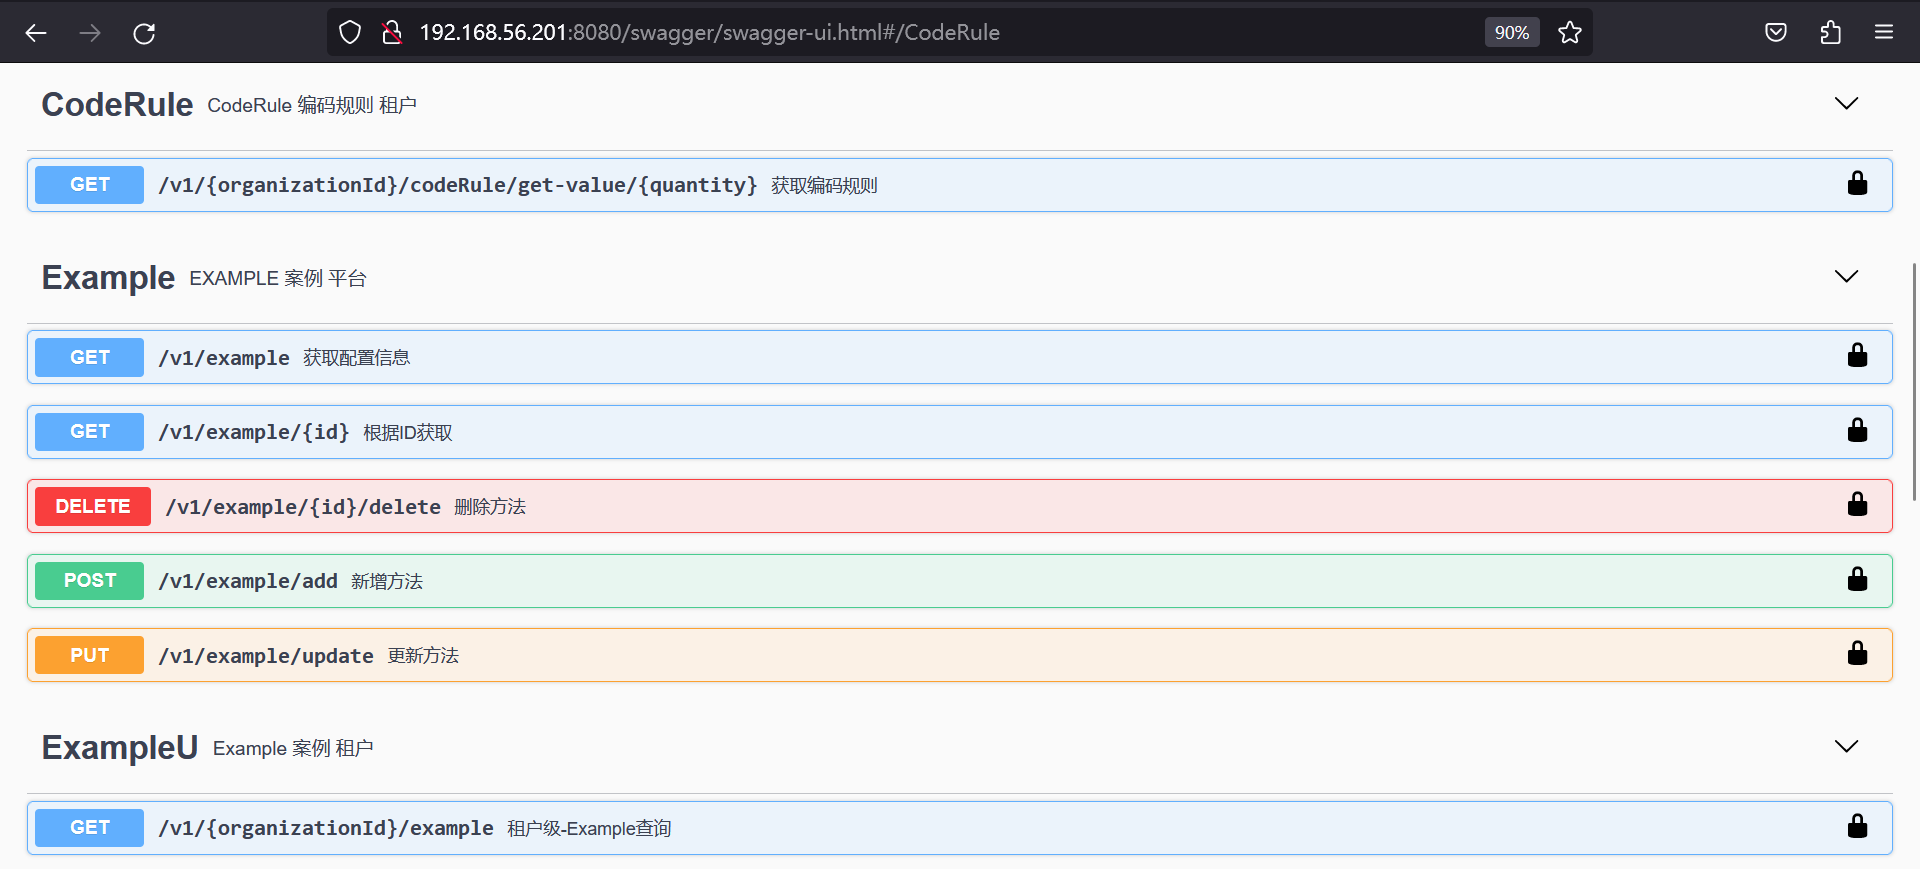 192.168.56.201:8080/swagger/swagger-ui.html#/CodeRule 90%
CodeRule CodeRule 编码规则 租户
GET /v1/{organizationId}/codeRule/get-value/{quantity} 获取编码规则
Example EXAMPLE 案例 平台
GET /v1/example 获取配置信息
GET /v1/example/{id} 根据ID获取
DELETE /v1/example/{id}/delete 删除方法
POST /v1/example/add 新增方法
PUT /v1/example/update 更新方法
ExampleU Example 案例 租户
GET /v1/{organizationId}/example 租户级-Example查询